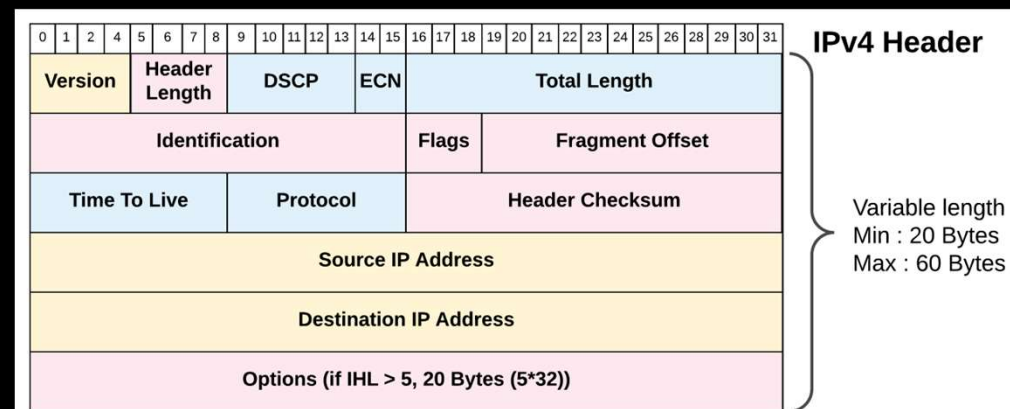 0 1 2 4 5 6 7 8 9 10 11 12 13 14 15 16 17 18 19 20 21 22 23 24 25 26 28 29 30 31
IPv4 Header
Version Header Length DSCP ECN Total Length
Identification Flags Fragment Offset
Time To Live Protocol Header Checksum
Source IP Address
Destination IP Address
Options (if IHL > 5, 20 Bytes (5*32))
Variable length
Min : 20 Bytes
Max : 60 Bytes